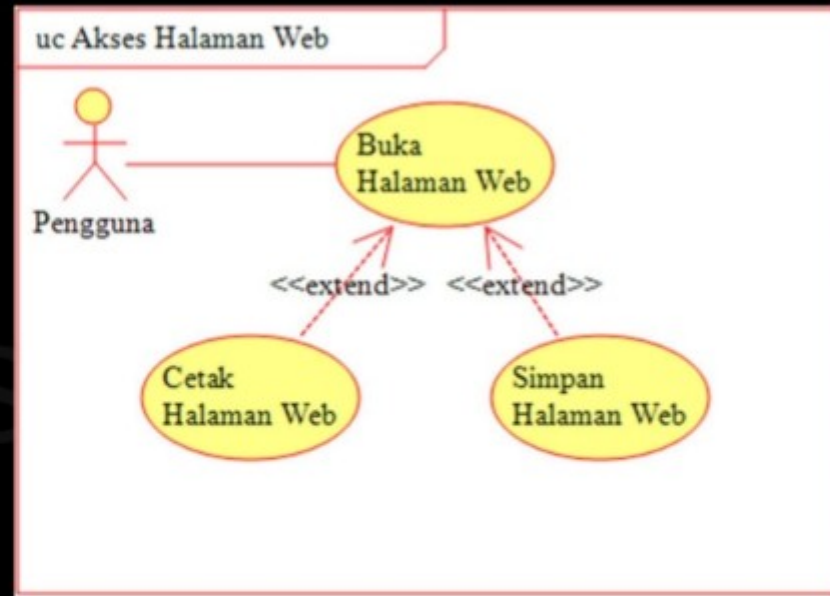 uc Akses Halaman Web
Buka
Halaman Web
Pengguna
<<extend>> <<extend>>
Cetak
Halaman Web
Simpan
Halaman Web